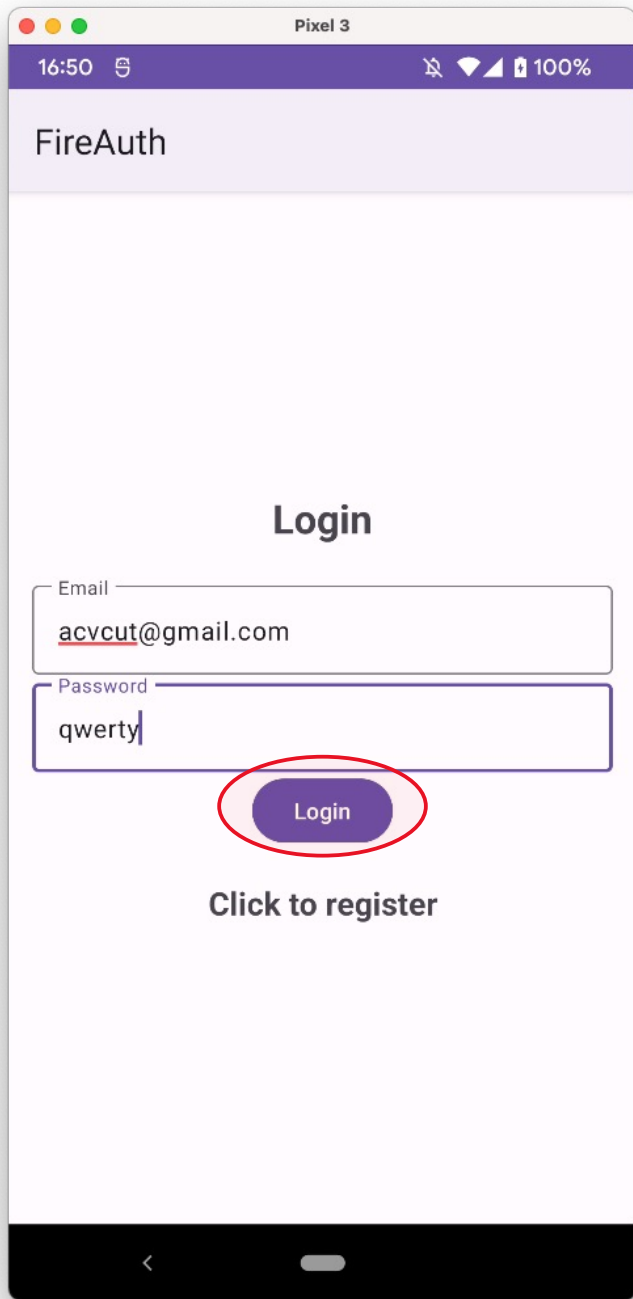 Pixel 3
16:50 100%
FireAuth
Login
Email
acvcut@gmail.com
Password
qwerty
Login
Click to register